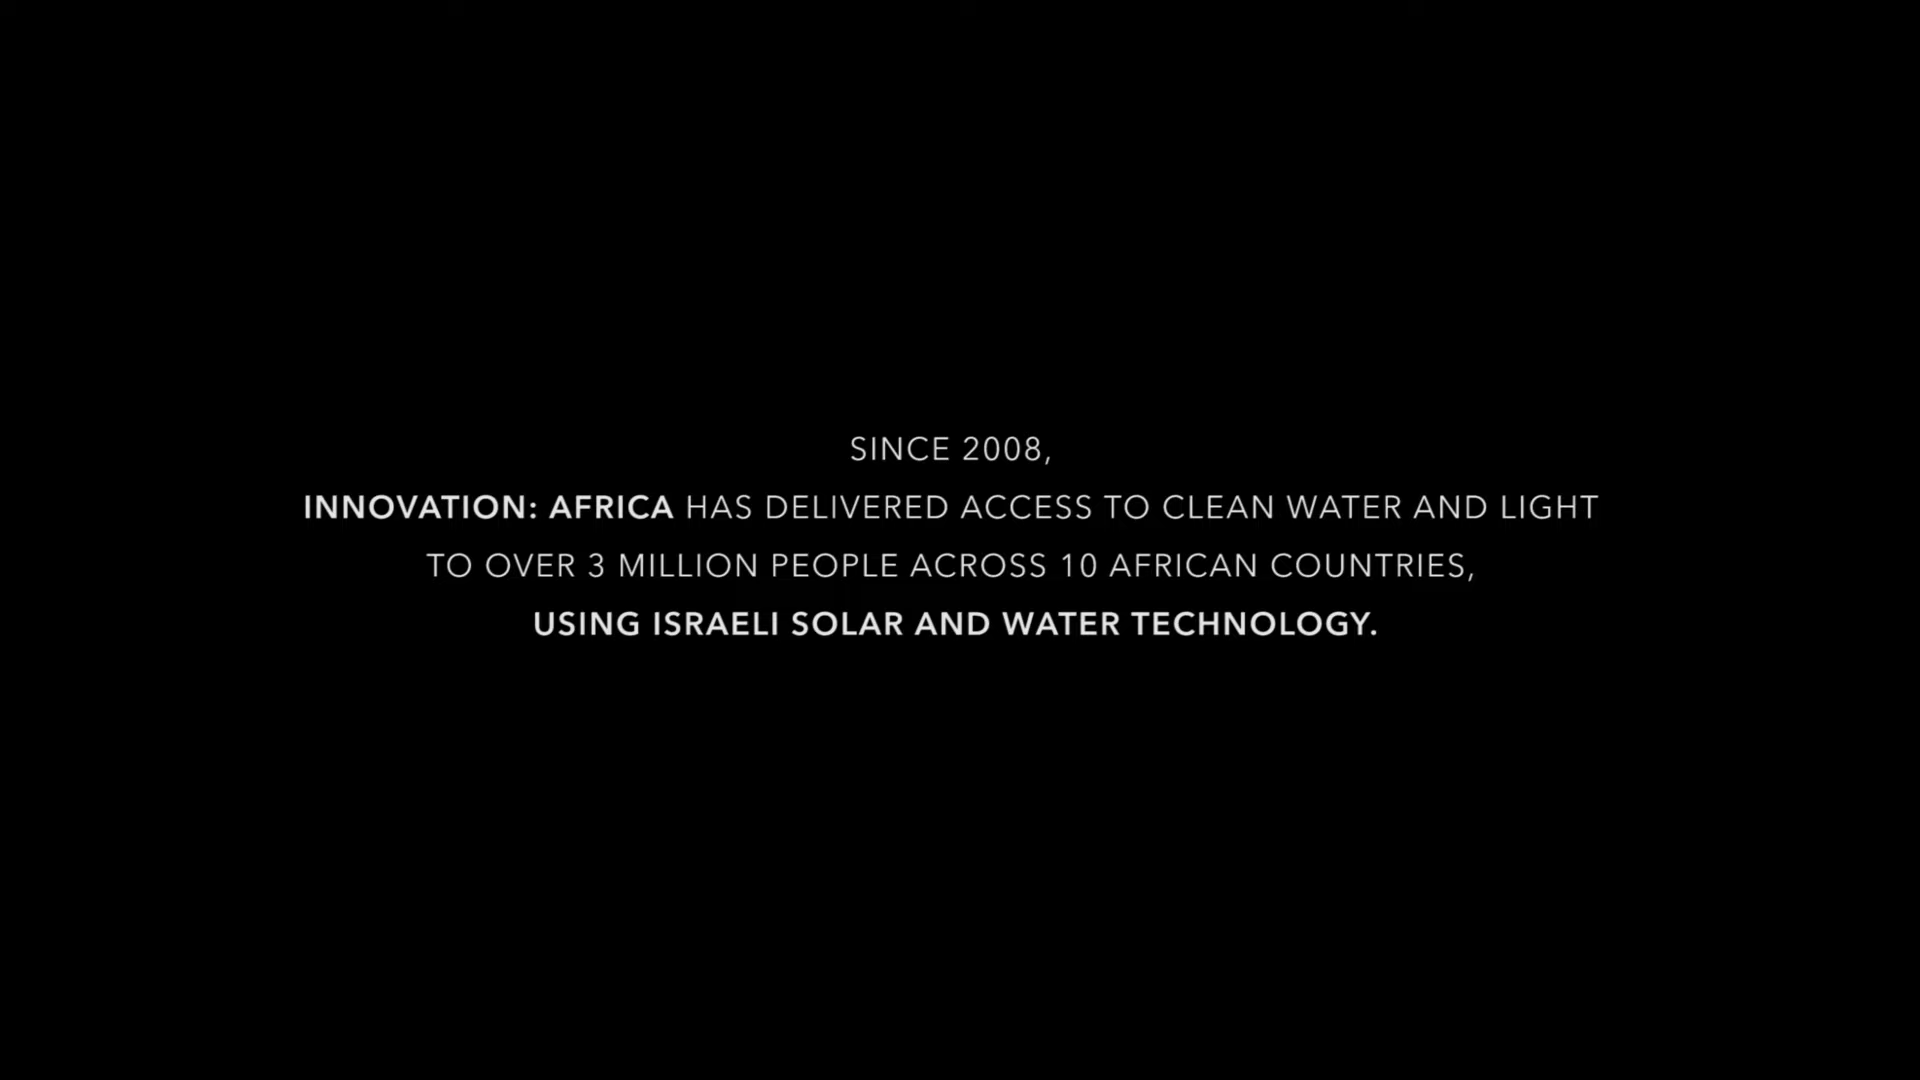 SINCE 2008,
INNOVATION: AFRICA HAS DELIVERED ACCESS TO CLEAN WATER AND LIGHT
TO OVER 3 MILLION PEOPLE ACROSS 10 AFRICAN COUNTRIES,
USING ISRAELI SOLAR AND WATER TECHNOLOGY.